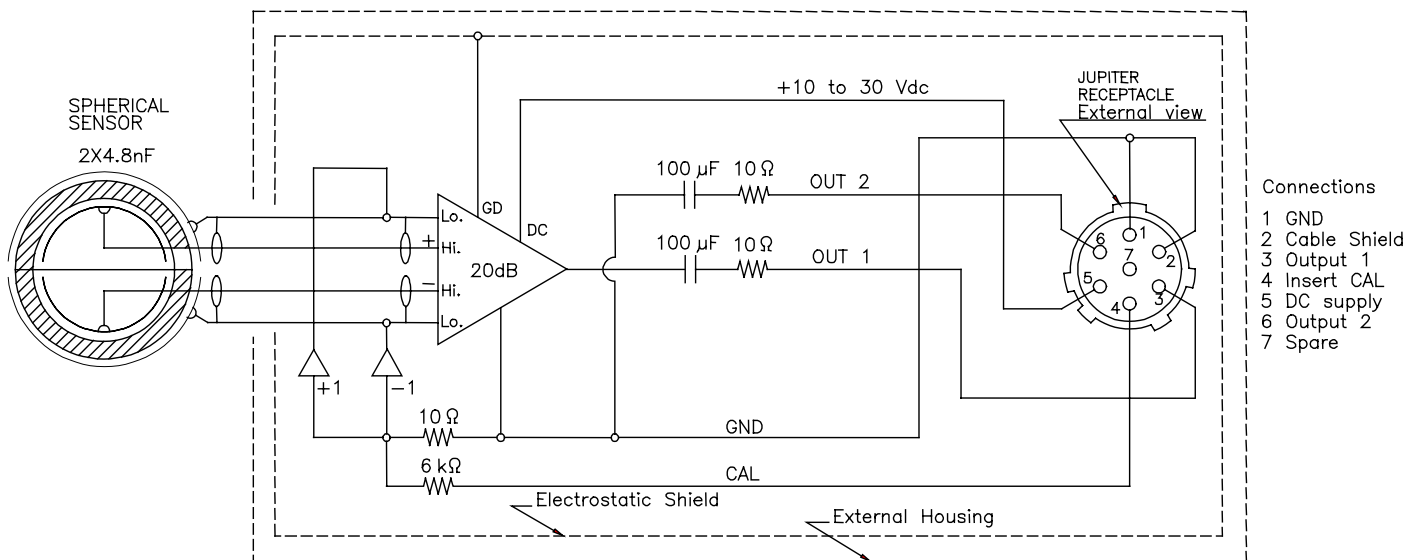 SPHERICAL
SENSOR
2X4.8nF
+1
-1
Lo.
+ Hi.
- Hi.
Lo.
20dB
GD
DC
+10 to 30 Vdc
100 µF 10 Ω
OUT 2
100 µF 10 Ω
OUT 1
10 Ω
GND
6 kΩ
CAL
Electrostatic Shield
External Housing
JUPITER
RECEPTACLE
External view
1
6
2
7
5
3
4
Connections
1 GND
2 Cable Shield
3 Output 1
4 Insert CAL
5 DC supply
6 Output 2
7 Spare